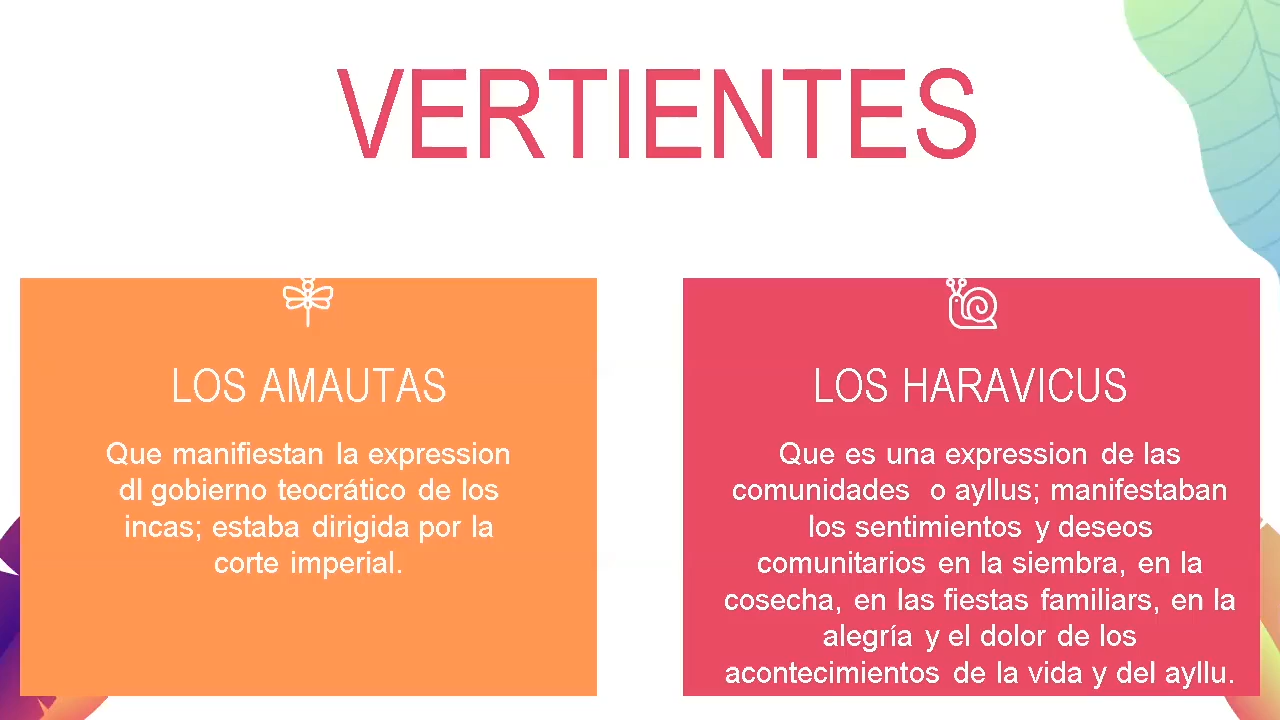 VERTIENTES
LOS AMAUTAS
Que manifiestan la expression
dl gobierno teocrático de los
incas; estaba dirigida por la
corte imperial.
LOS HARAVICUS
Que es una expression de las
comunidades o ayllus; manifestaban
los sentimientos y deseos
comunitarios en la siembra, en la
cosecha, en las fiestas familiars, en la
alegría y el dolor de los
acontecimientos de la vida y del ayllu.